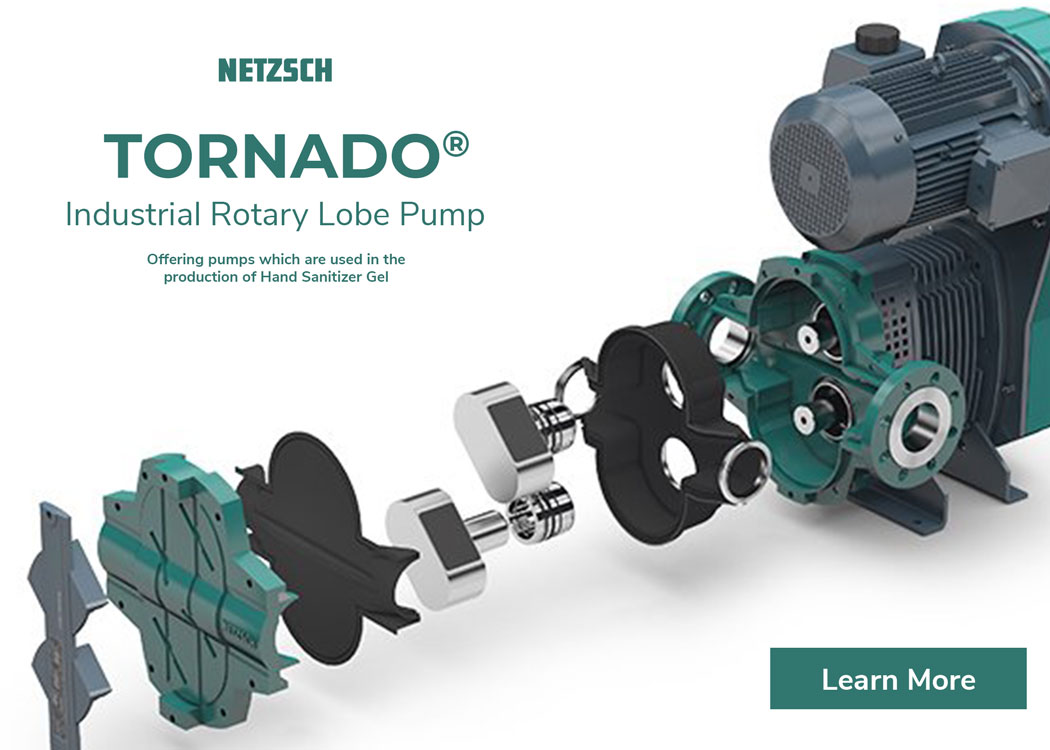 NETZSCH
TORNADO®
Industrial Rotary Lobe Pump
Offering pumps which are used in the
production of Hand Sanitizer Gel
Learn More